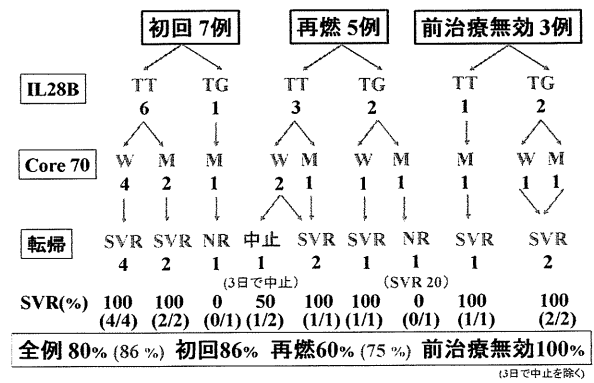 初回 7例 再燃 5例 前治療無効 3例
IL28B TT TG TT TG TT TG
6 1 3 2 1 2
Core 70 W M M W M W M M W M
4 2 1 2 1 1 1 1 1 1
転帰 SVR SVR NR 中止 SVR SVR NR SVR SVR
4 2 1 1 2 1 1 1 2
(3日で中止) (SVR 20)
SVR(%) 100 100 0 50 100 100 0 100 100
(4/4) (2/2) (0/1) (1/2) (1/1) (1/1) (0/1) (1/1) (2/2)
全例 80% (86 %) 初回86% 再燃60% (75 %) 前治療無効100%
(3日で中止を除く)